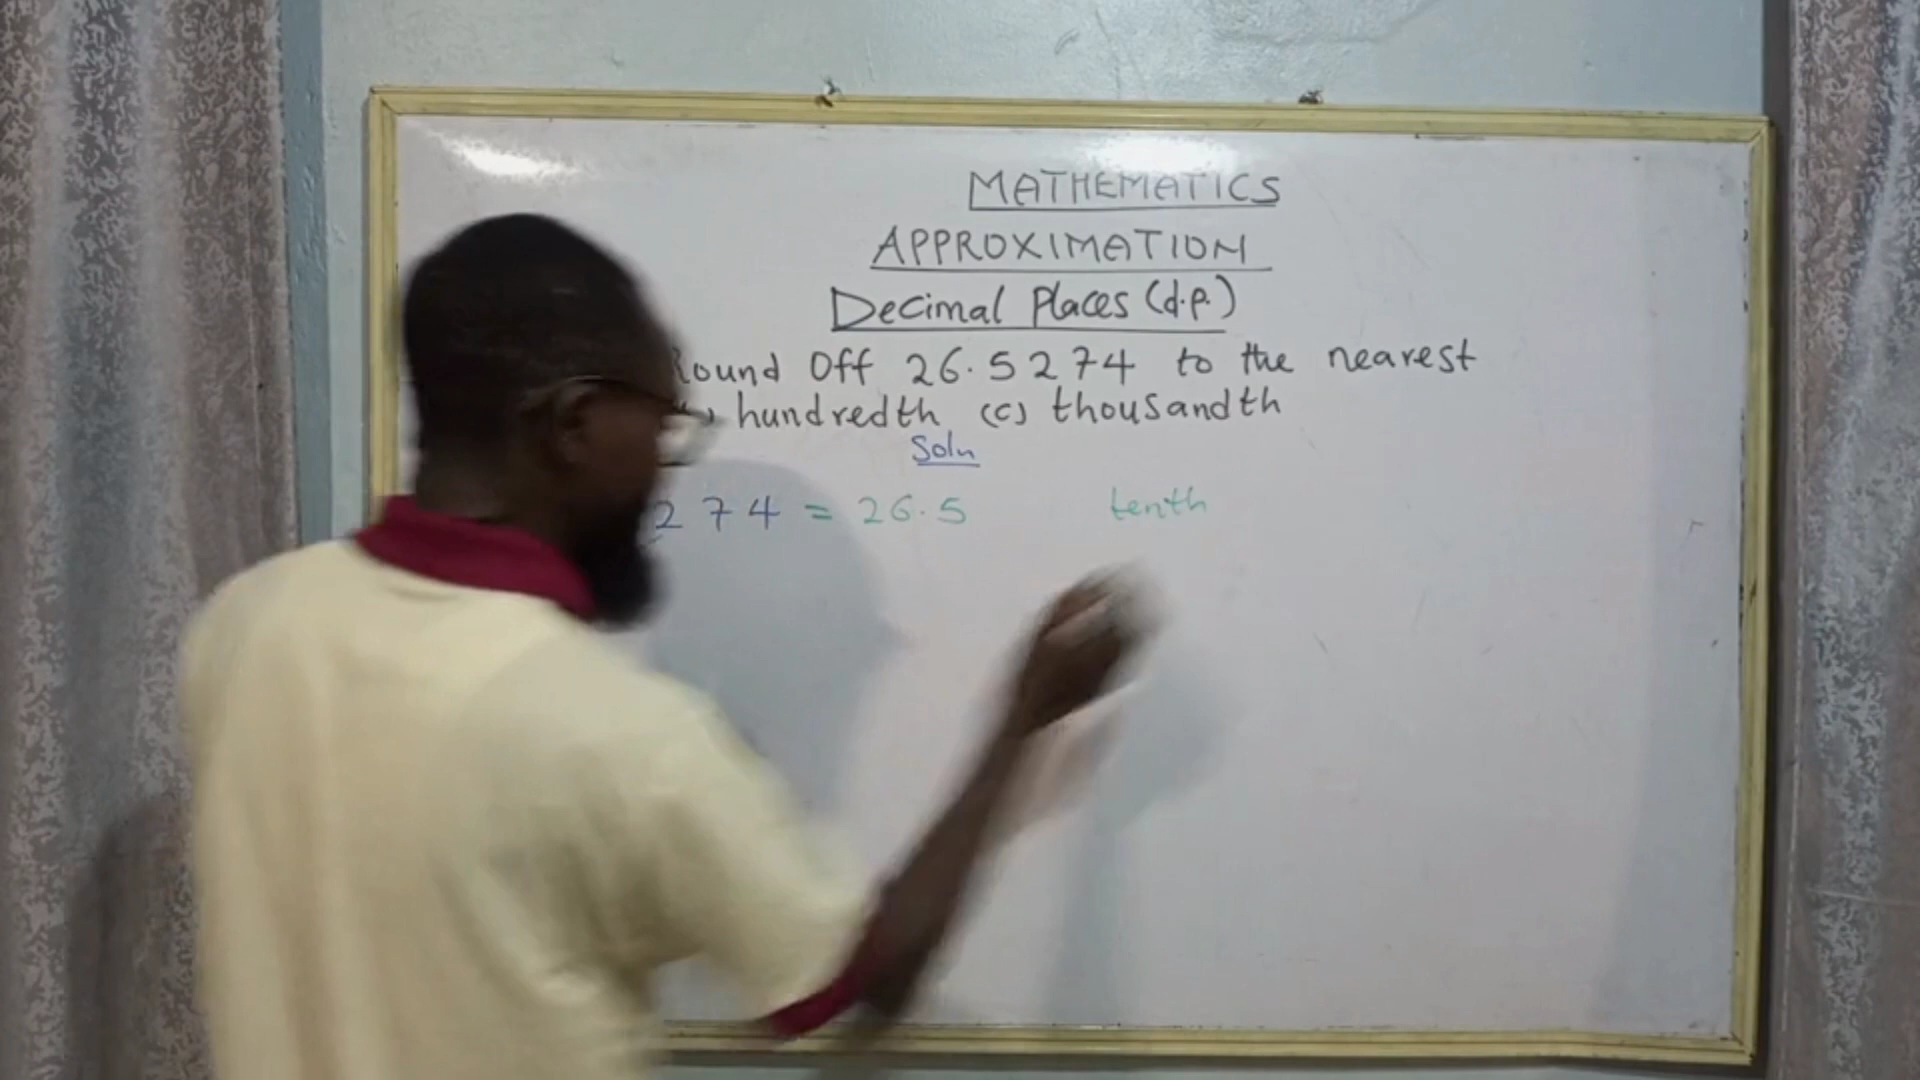 MATHEMATICS
APPROXIMATION
Decimal Places (d.p.)
Round Off 26.5274 to the nearest
hundredth (c) thousandth
Soln
274 = 26.5 tenth